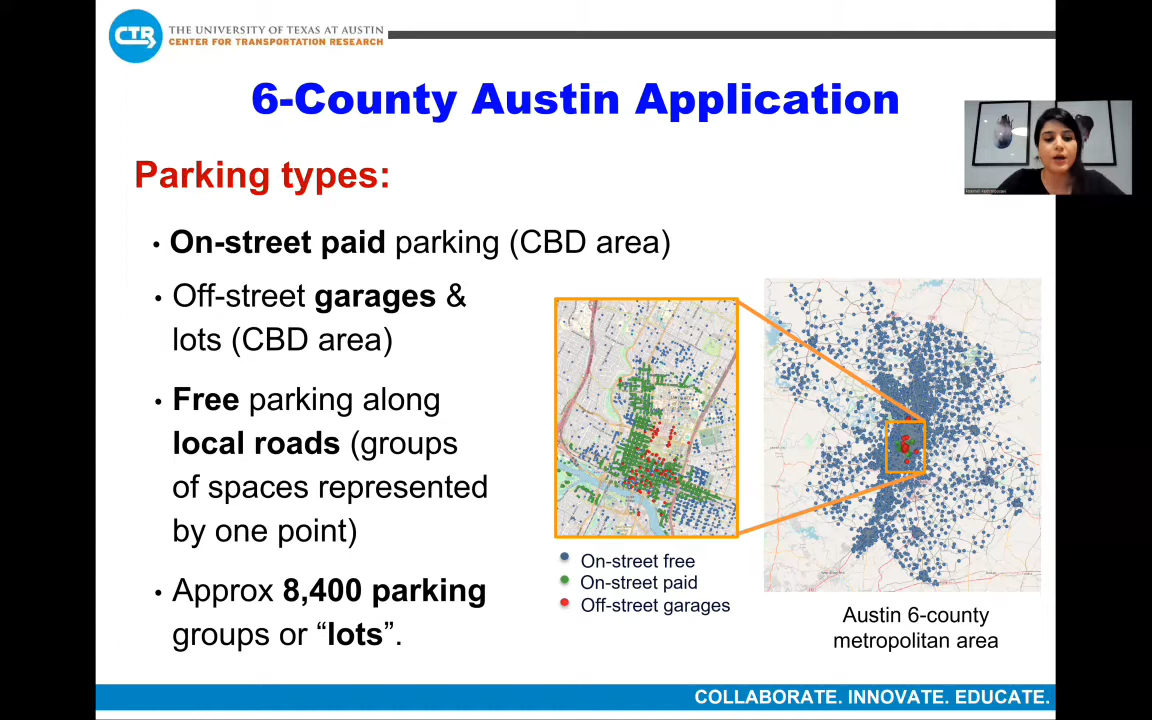 CTR
THE UNIVERSITY OF TEXAS AT AUSTIN
CENTER FOR TRANSPORTATION RESEARCH
6-County Austin Application
Parking types:
• On-street paid parking (CBD area)
• Off-street garages &
lots (CBD area)
• Free parking along
local roads (groups
of spaces represented
by one point)
• Approx 8,400 parking
groups or “lots”.
On-street free
On-street paid
Off-street garages
Austin 6-county
metropolitan area
COLLABORATE. INNOVATE. EDUCATE.